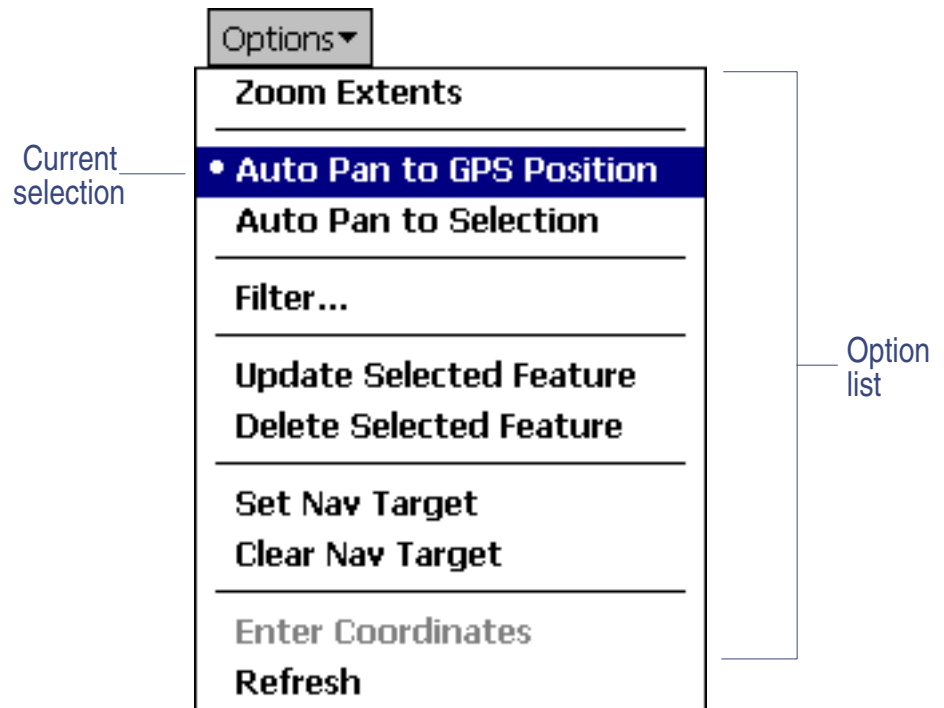 Options
Zoom Extents
Current
selection
Auto Pan to GPS Position
Auto Pan to Selection
Filter...
Update Selected Feature
Delete Selected Feature
Option
list
Set Nav Target
Clear Nav Target
Enter Coordinates
Refresh